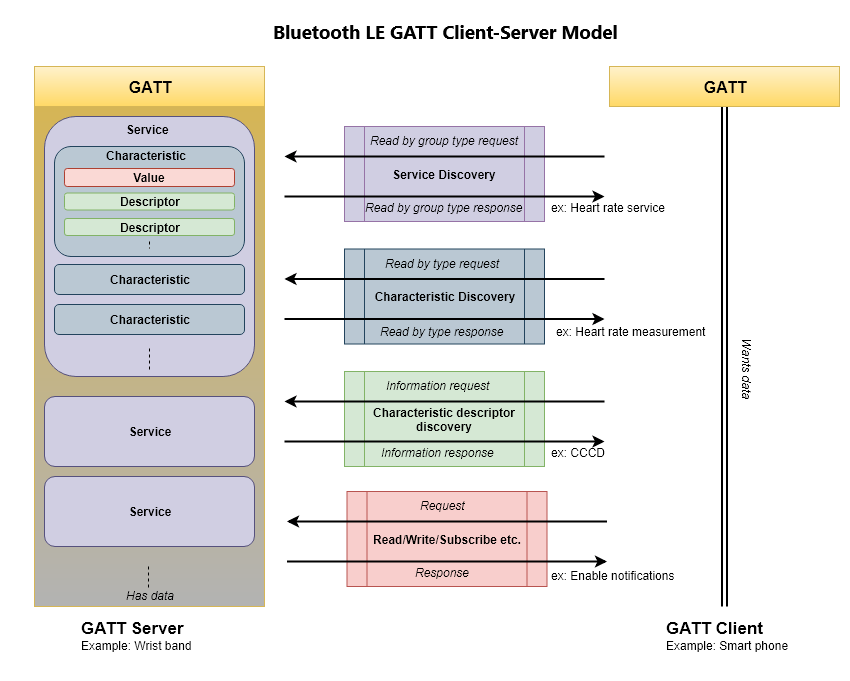 Bluetooth LE GATT Client-Server Model
GATT
GATT
Service
Characteristic
Value
Descriptor
Descriptor
Characteristic
Characteristic
Service
Service
Has data
Read by group type request
Service Discovery
Read by group type response
ex: Heart rate service
Read by type request
Characteristic Discovery
Read by type response
ex: Heart rate measurement
Information request
Characteristic descriptor
discovery
Information response
ex: CCCD
Request
Read/Write/Subscribe etc.
Response
ex: Enable notifications
Wants data
GATT Server
Example: Wrist band
GATT Client
Example: Smart phone